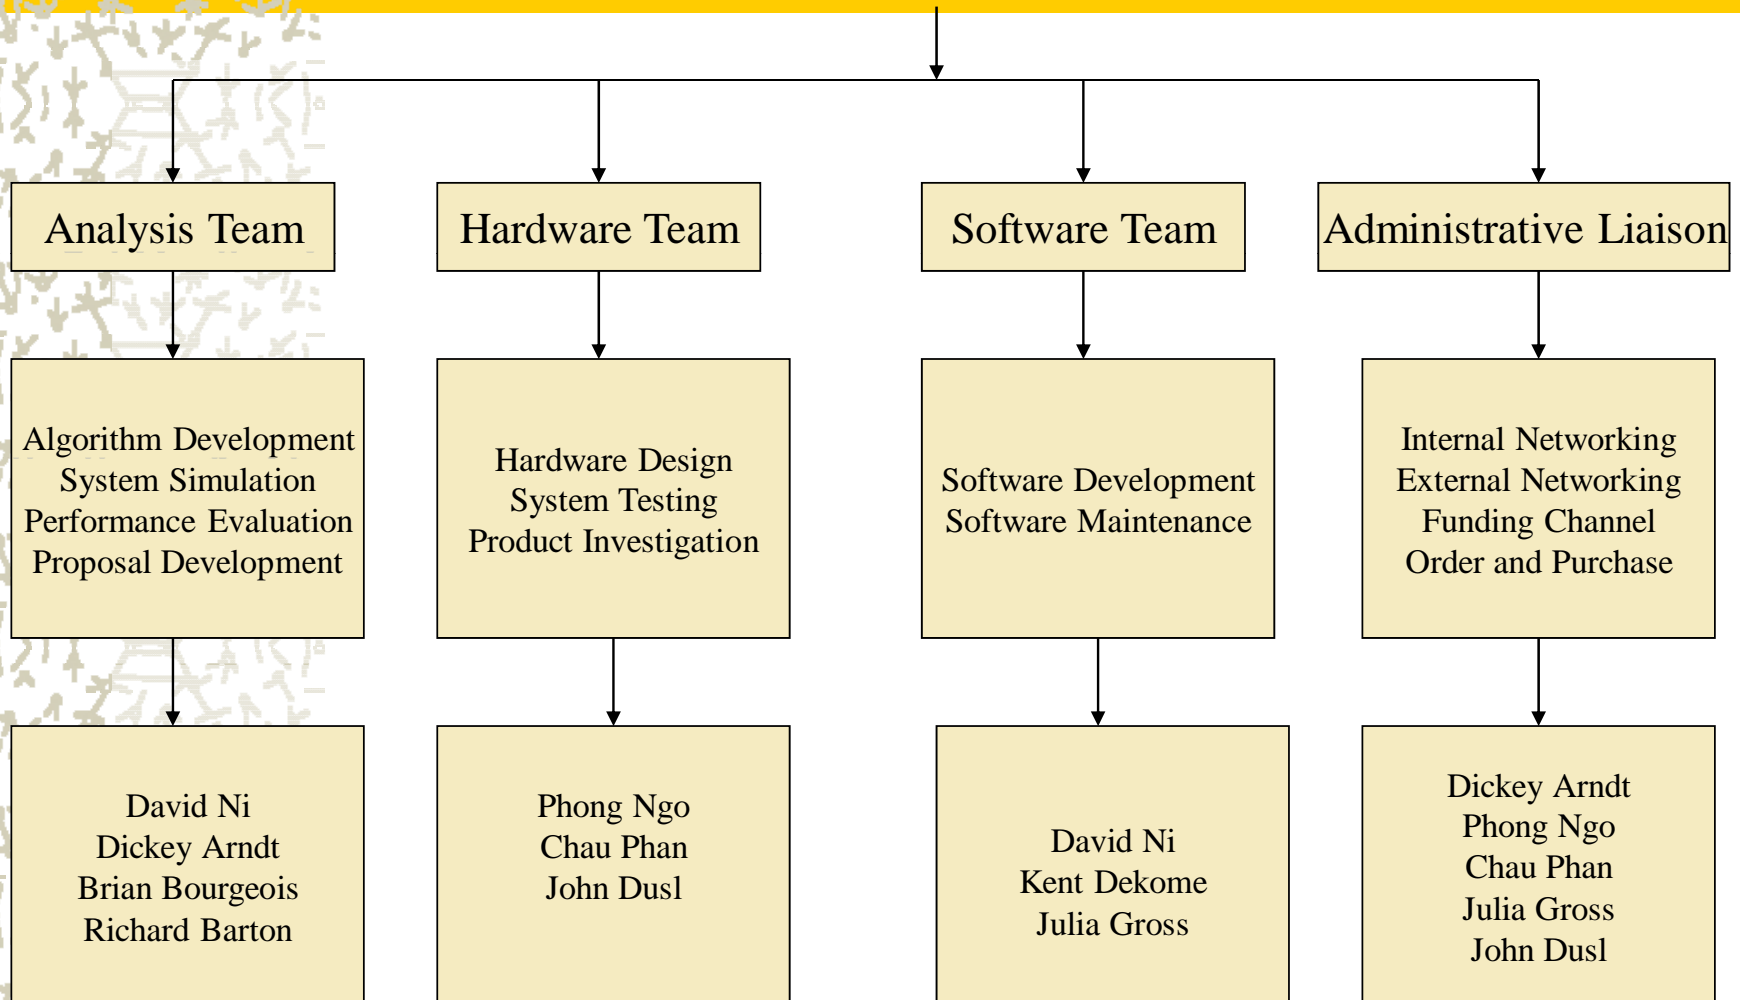 Analysis Team
Hardware Team
Software Team
Administrative Liaison
Algorithm Development
System Simulation
Performance Evaluation
Proposal Development
Hardware Design
System Testing
Product Investigation
Software Development
Software Maintenance
Internal Networking
External Networking
Funding Channel
Order and Purchase
David Ni
Dickey Arndt
Brian Bourgeois
Richard Barton
Phong Ngo
Chau Phan
John Dusl
David Ni
Kent Dekome
Julia Gross
Dickey Arndt
Phong Ngo
Chau Phan
Julia Gross
John Dusl